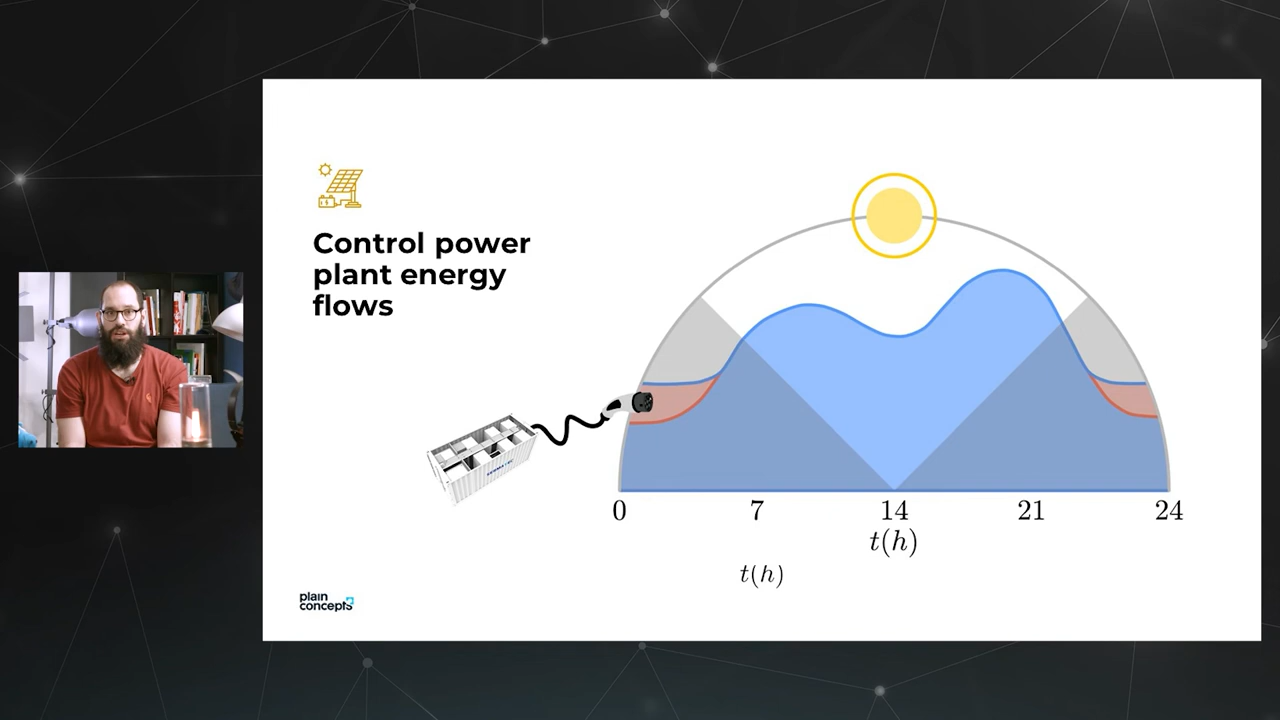 Control power
plant energy
flows
0 7 14 21 24
t(h)
t(h)
plain
concepts